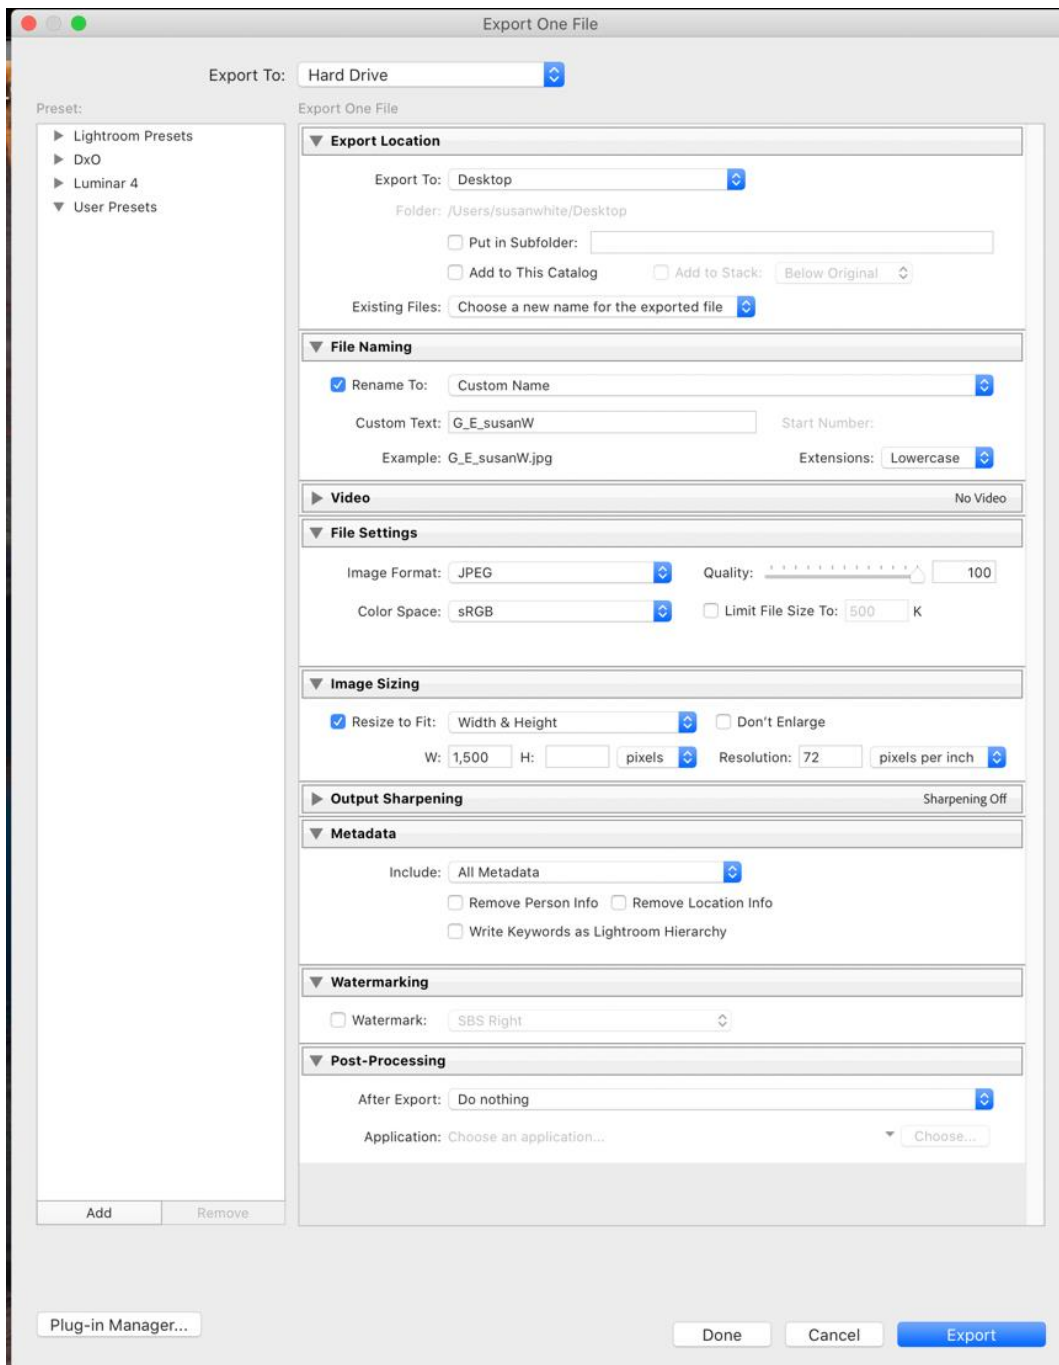 Export One File
Export To: Hard Drive
Preset:
Export One File
Lightroom Presets
DxO
Luminar 4
User Presets
Export Location
Export To: Desktop
Folder: /Users/susanwhite/Desktop
Put in Subfolder:
Add to This Catalog Add to Stack: Below Original
Existing Files: Choose a new name for the exported file
File Naming
Rename To: Custom Name
Custom Text: G_E_susanW Start Number:
Example: G_E_susanW.jpg Extensions: Lowercase
Video No Video
File Settings
Image Format: JPEG Quality: 100
Color Space: sRGB Limit File Size To: 500 K
Image Sizing
Resize to Fit: Width & Height Don't Enlarge
W: 1,500 H: pixels Resolution: 72 pixels per inch
Output Sharpening Sharpening Off
Metadata
Include: All Metadata
Remove Person Info Remove Location Info
Write Keywords as Lightroom Hierarchy
Watermarking
Watermark: SBS Right
Post-Processing
After Export: Do nothing
Application: Choose an application... Choose...
Add Remove
Plug-in Manager...
Done Cancel Export